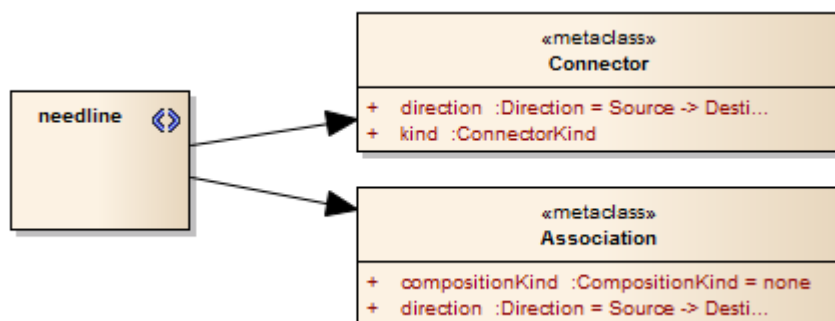 needline
«metaclass»
Connector
+ direction :Direction = Source -> Desti...
+ kind :ConnectorKind
«metaclass»
Association
+ compositionKind :CompositionKind = none
+ direction :Direction = Source -> Desti...